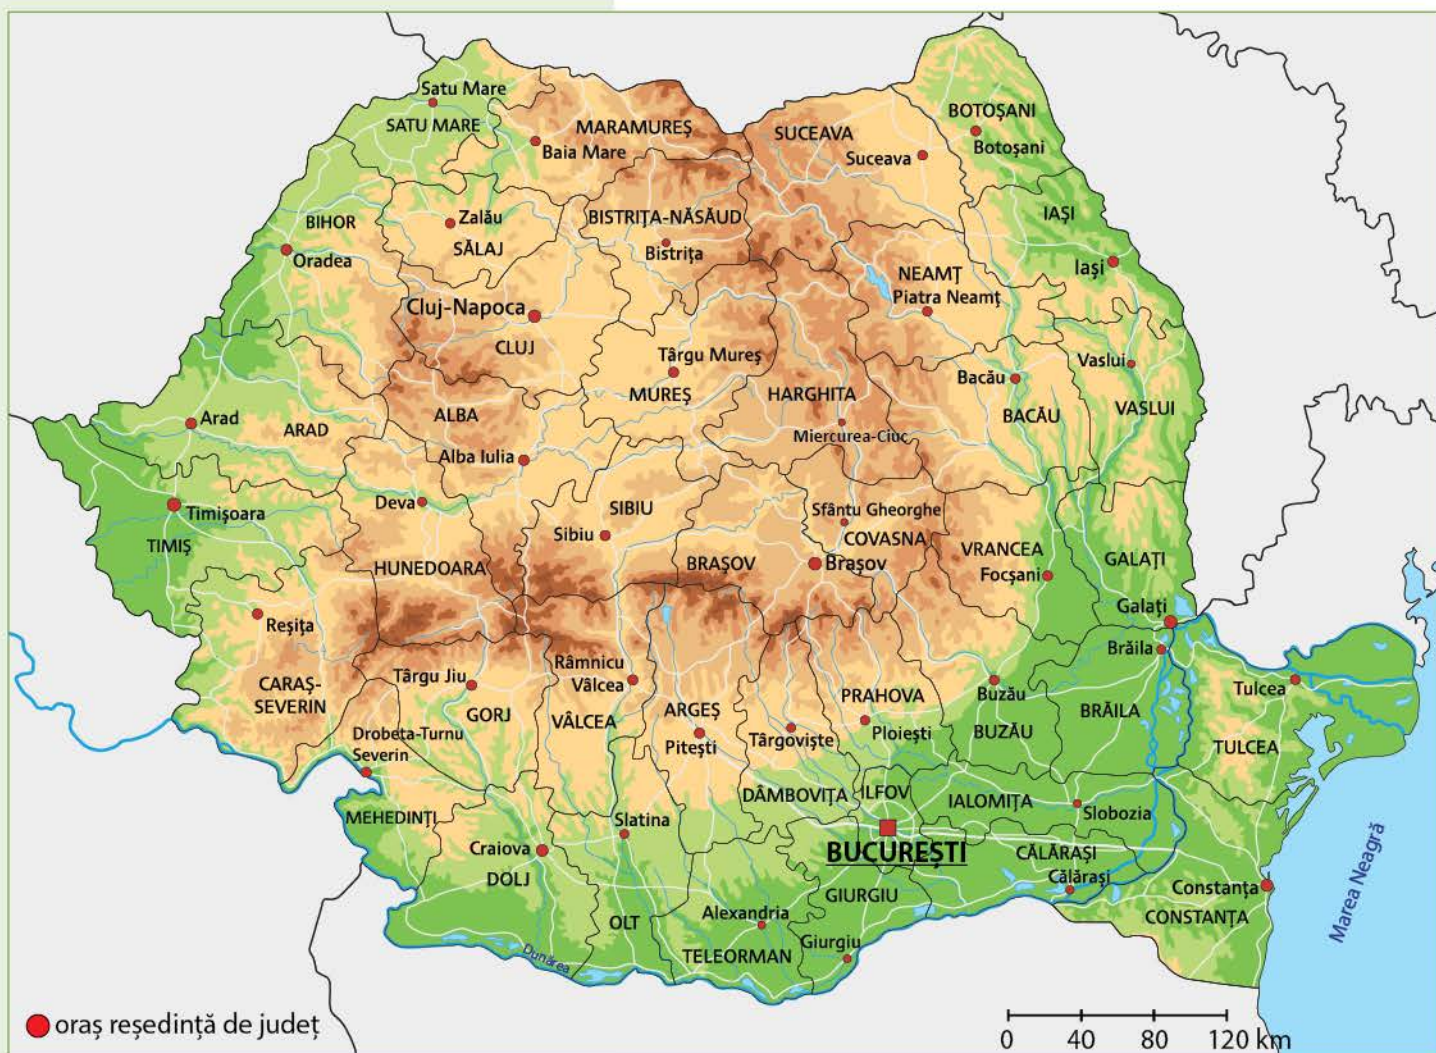 Satu Mare
SATU MARE
MARAMUREȘ
Baia Mare
SUCEAVA
Suceava
BOTOȘANI
Botoșani
BIHOR
Oradea
Zalău
SĂLAJ
BISTRIȚA-NĂSĂUD
Bistrița
IAȘI
Iași
NEAMȚ
Piatra Neamț
Cluj-Napoca
CLUJ
Târgu Mureș
MUREȘ
HARGHITA
Miercurea-Ciuc
Bacău
BACĂU
Vaslui
VASLUI
Arad
ARAD
ALBA
Alba Iulia
Timișoara
TIMIȘ
Deva
HUNEDOARA
SIBIU
Sibiu
BRAȘOV
Brașov
Sfântu Gheorghe
COVASNA
VRANCEA
Focșani
GALAȚI
Galați
Reșița
CARAȘ-
SEVERIN
Târgu Jiu
GORJ
Râmnicu
Vâlcea
VÂLCEA
ARGEȘ
Pitești
Târgoviște
DÂMBOVIȚA
PRAHOVA
Ploiești
Buzău
BUZĂU
Brăila
BRĂILA
Tulcea
TULCEA
Drobeta-Turnu
Severin
MEHEDINȚI
Craiova
DOLJ
Slatina
OLT
ILFOV
BUCUREȘTI
IALOMIȚA
Slobozia
CĂLĂRAȘI
Călărași
GIURGIU
Giurgiu
Alexandria
TELEORMAN
Constanța
CONSTANȚA
Dunărea
Marea Neagră
oraș reședință de județ
0 40 80 120 km